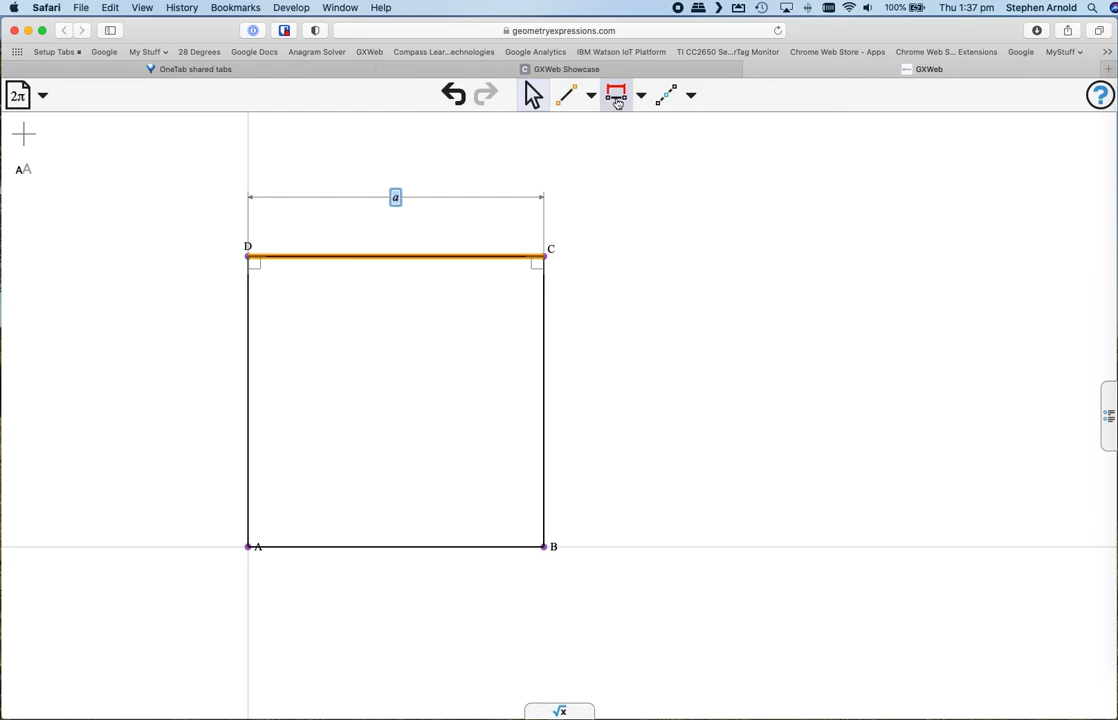 Safari File Edit View History Bookmarks Develop Window Help 100% Thu 1:37 pm Stephen Arnold
geometryexpressions.com
Setup Tabs Google My Stuff 28 Degrees Google Docs Anagram Solver GXWeb Compass Lear...echnologies Google Analytics IBM Watson IoT Platform TI CC2650 Se...rTag Monitor Chrome Web Store - Apps Chrome Web S... Extensions Google MyStuff >>
OneTab shared tabs C GXWeb Showcase GXWeb +
2π ?
AA
a
D C
A B
√x